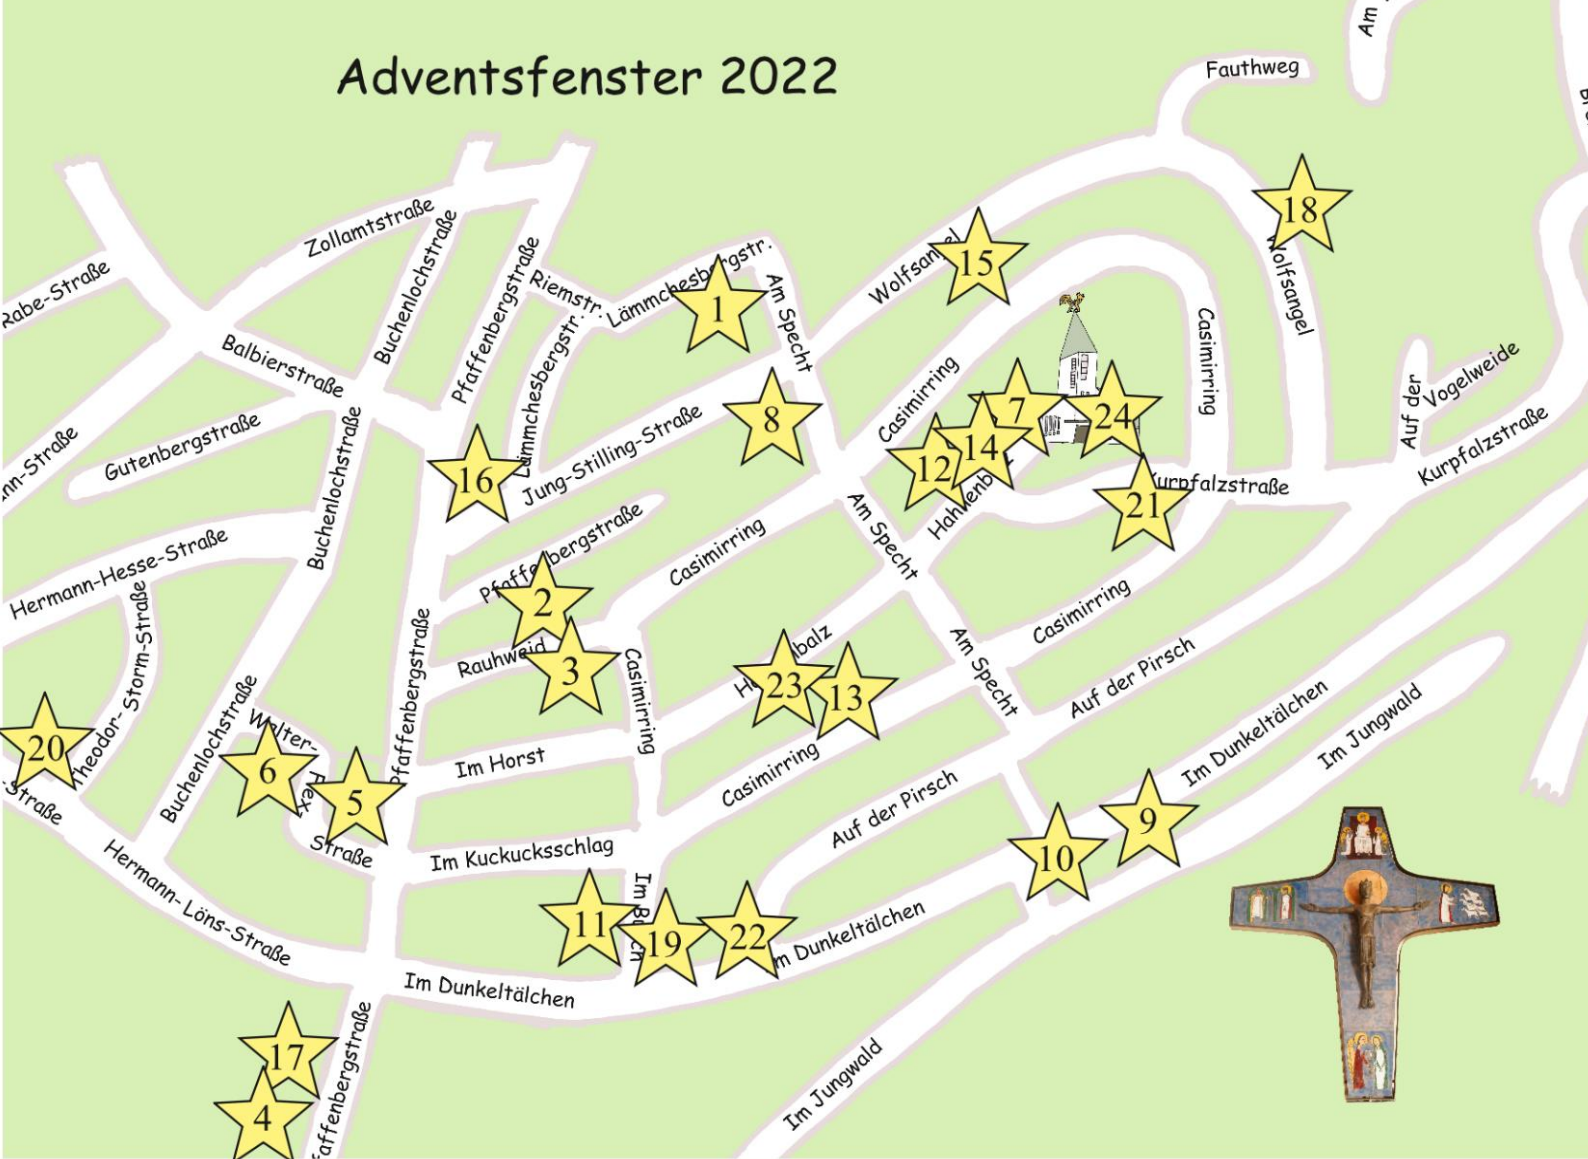 Adventsfenster 2022
Am
Fauthweg
18
Zollamtstraße
Buchenlochstraße
Pfaffenbergstraße
Riemstr.
Lämmchesbergstr.
1
Am Specht
Wolfsangel
15
Wolfsangel
Rabe-Straße
Balbierstraße
Lämmchesbergstr.
Casimirring
Casimirring
Auf der
Vogelweide
Gutenbergstraße
Buchenlochstraße
16
Jung-Stilling-Straße
8
7
24
14
12
21
Kurpfalzstraße
Kurpfalzstraße
nn-Straße
Hermann-Hesse-Straße
Pfaffenbergstraße
2
Casimirring
Am Specht
Hahnenbalz
Theodor-Storm-Straße
Pfaffenbergstraße
Rauhweid
3
Casimirring
23
Hahnenbalz
13
Am Specht
Casimirring
Auf der Pirsch
20
-Straße
Buchenlochstraße
Walter-
Flex
Straße
6
5
Im Horst
Casimirring
Auf der Pirsch
Im Dunkeltälchen
Im Jungwald
9
10
Hermann-Löns-Straße
Im Kuckucksschlag
11
19
22
Im Dunkeltälchen
Im Dunkeltälchen
17
4
Pfaffenbergstraße
Im Jungwald